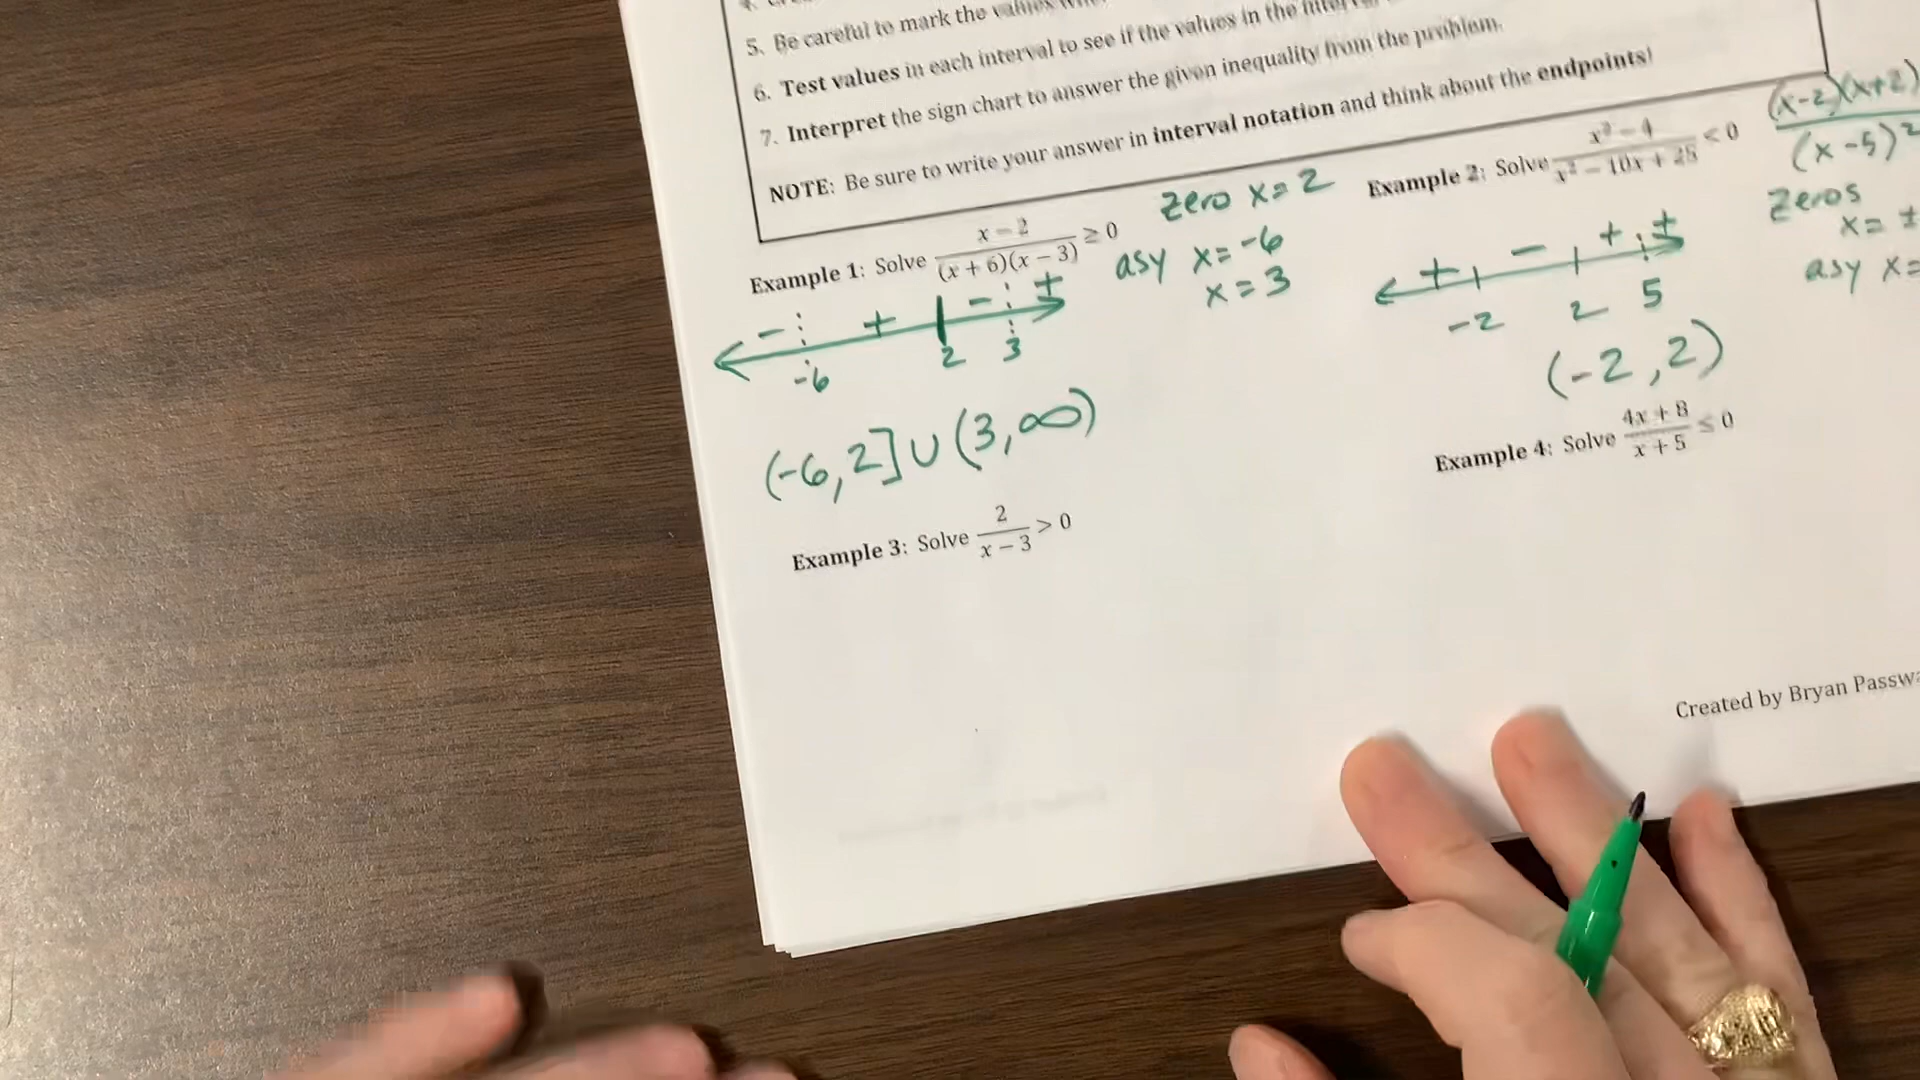 5. Be careful to mark the values
6. Test values in each interval to see if the values in the
7. Interpret the sign chart to answer the given inequality from the problem.
NOTE: Be sure to write your answer in interval notation and think about the endpoints!
Example 1: Solve (x − 2)/((x + 6)(x − 3)) ≥ 0
zero x = 2
asy x = -6
x = 3
- + - +
-6 2 3
(-6, 2] ∪ (3, ∞)
Example 2: Solve (x² − 4)/(x² − 10x + 25) < 0
(x-2)(x+2)
(x-5)²
zeros
x = ±
asy x =
+ - + +
-2 2 5
(-2, 2)
Example 3: Solve 2/(x − 3) > 0
Example 4: Solve (4x + 8)/(x + 5) ≤ 0
Created by Bryan